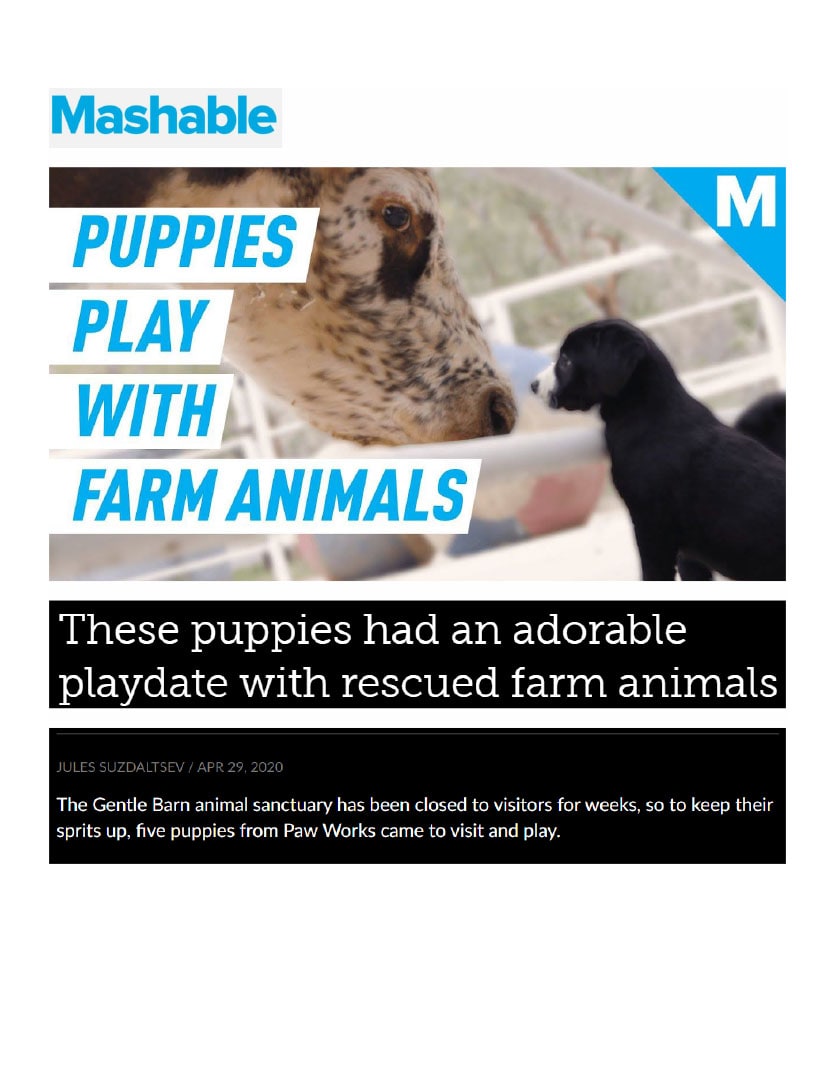 Mashable
M
PUPPIES
PLAY
WITH
FARM ANIMALS
These puppies had an adorable
playdate with rescued farm animals
JULES SUZDALTSEV / APR 29, 2020
The Gentle Barn animal sanctuary has been closed to visitors for weeks, so to keep their
sprits up, five puppies from Paw Works came to visit and play.